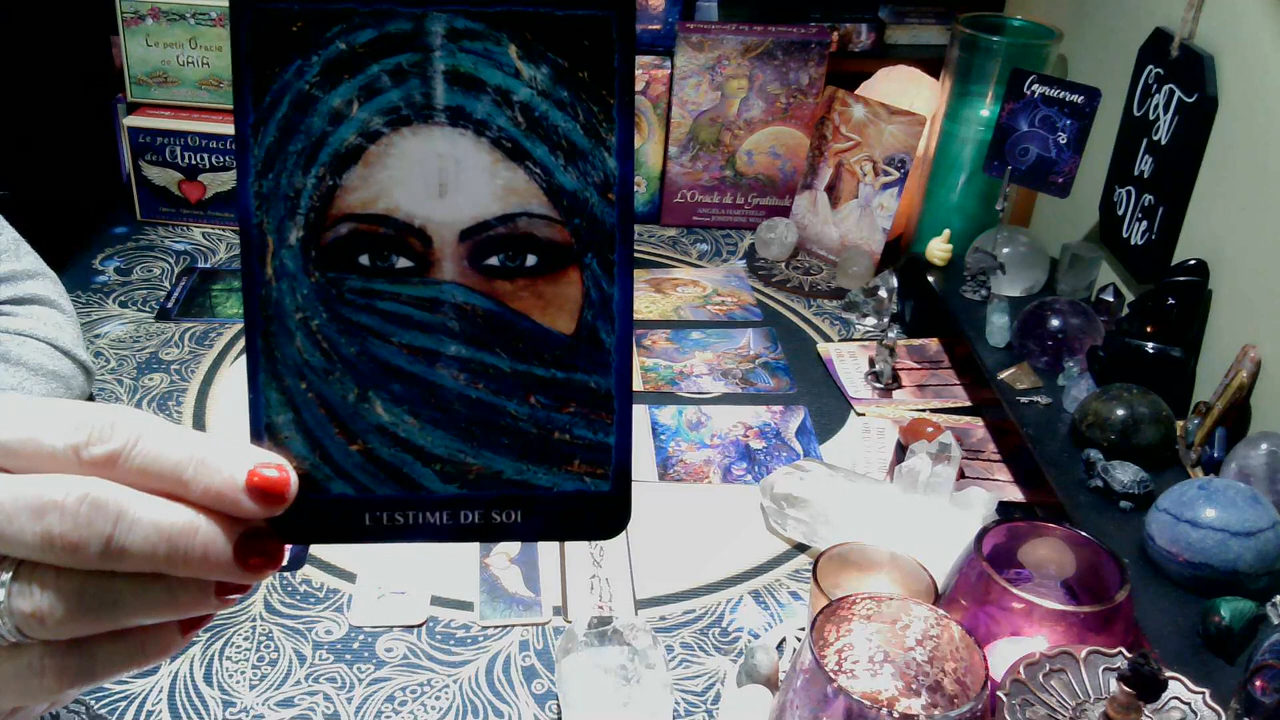 Le petit Oracle
de GAIA
Le petit Oracle
des Anges
L'ESTIME DE SOI
L'Oracle de la Gratitude
ANGELA HARTFIELD
Capricorne
C'EST
la
Vie!